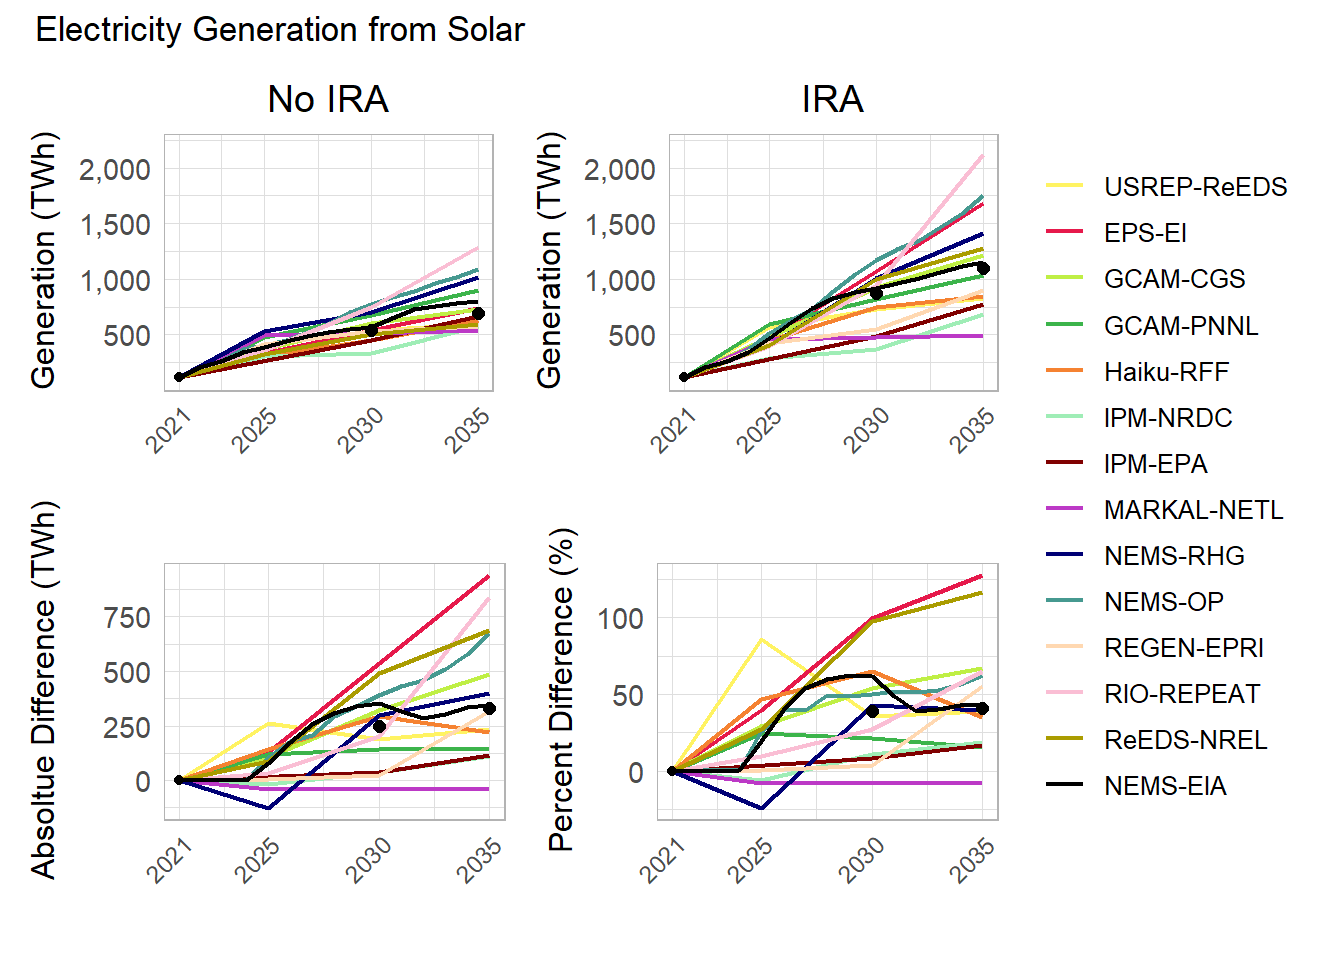 Electricity Generation from Solar
No IRA
IRA
Generation (TWh)
2,000
1,500
1,000
500
2021
2025
2030
2035
Generation (TWh)
2,000
1,500
1,000
500
2021
2025
2030
2035
Absoltue Difference (TWh)
750
500
250
0
2021
2025
2030
2035
Percent Difference (%)
100
50
0
2021
2025
2030
2035
USREP-ReEDS
EPS-EI
GCAM-CGS
GCAM-PNNL
Haiku-RFF
IPM-NRDC
IPM-EPA
MARKAL-NETL
NEMS-RHG
NEMS-OP
REGEN-EPRI
RIO-REPEAT
ReEDS-NREL
NEMS-EIA